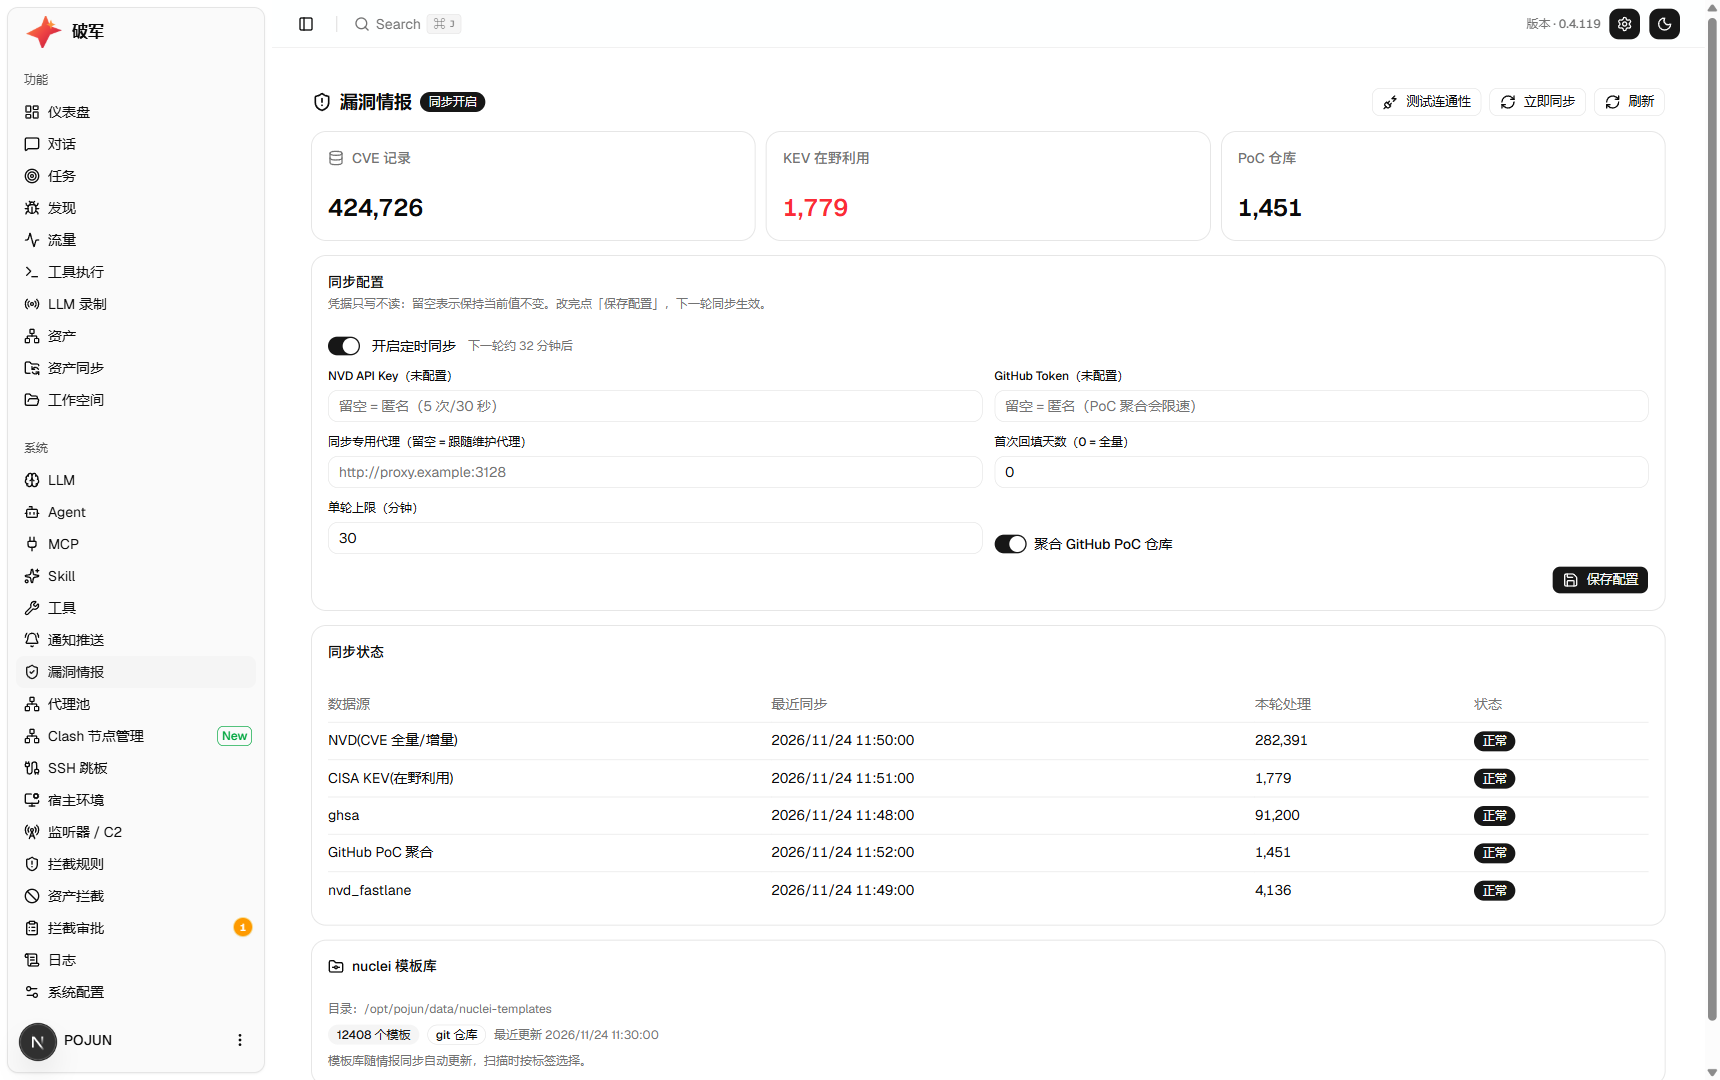 破军
功能
仪表盘
对话
任务
发现
流量
工具执行
LLM 录制
资产
资产同步
工作空间
系统
LLM
Agent
MCP
Skill
工具
通知推送
漏洞情报
代理池
Clash 节点管理 New
SSH 跳板
宿主环境
监听器 / C2
拦截规则
资产拦截
拦截审批 1
日志
系统配置
N POJUN
Search ⌘ J
版本 · 0.4.119
漏洞情报 同步开启
测试连通性 立即同步 刷新
CVE 记录
424,726
KEV 在野利用
1,779
PoC 仓库
1,451
同步配置
凭据只写不读：留空表示保持当前值不变。改完点「保存配置」，下一轮同步生效。
开启定时同步 下一轮约 32 分钟后
NVD API Key（未配置）
留空 = 匿名（5 次/30 秒）
GitHub Token（未配置）
留空 = 匿名（PoC 聚合会限速）
同步专用代理（留空 = 跟随维护代理）
http://proxy.example:3128
首次回填天数（0 = 全量）
0
单轮上限（分钟）
30
聚合 GitHub PoC 仓库
保存配置
同步状态
数据源 最近同步 本轮处理 状态
NVD(CVE 全量/增量) 2026/11/24 11:50:00 282,391 正常
CISA KEV(在野利用) 2026/11/24 11:51:00 1,779 正常
ghsa 2026/11/24 11:48:00 91,200 正常
GitHub PoC 聚合 2026/11/24 11:52:00 1,451 正常
nvd_fastlane 2026/11/24 11:49:00 4,136 正常
nuclei 模板库
目录：/opt/pojun/data/nuclei-templates
12408 个模板 git 仓库 最近更新 2026/11/24 11:30:00
模板库随情报同步自动更新，扫描时按标签选择。